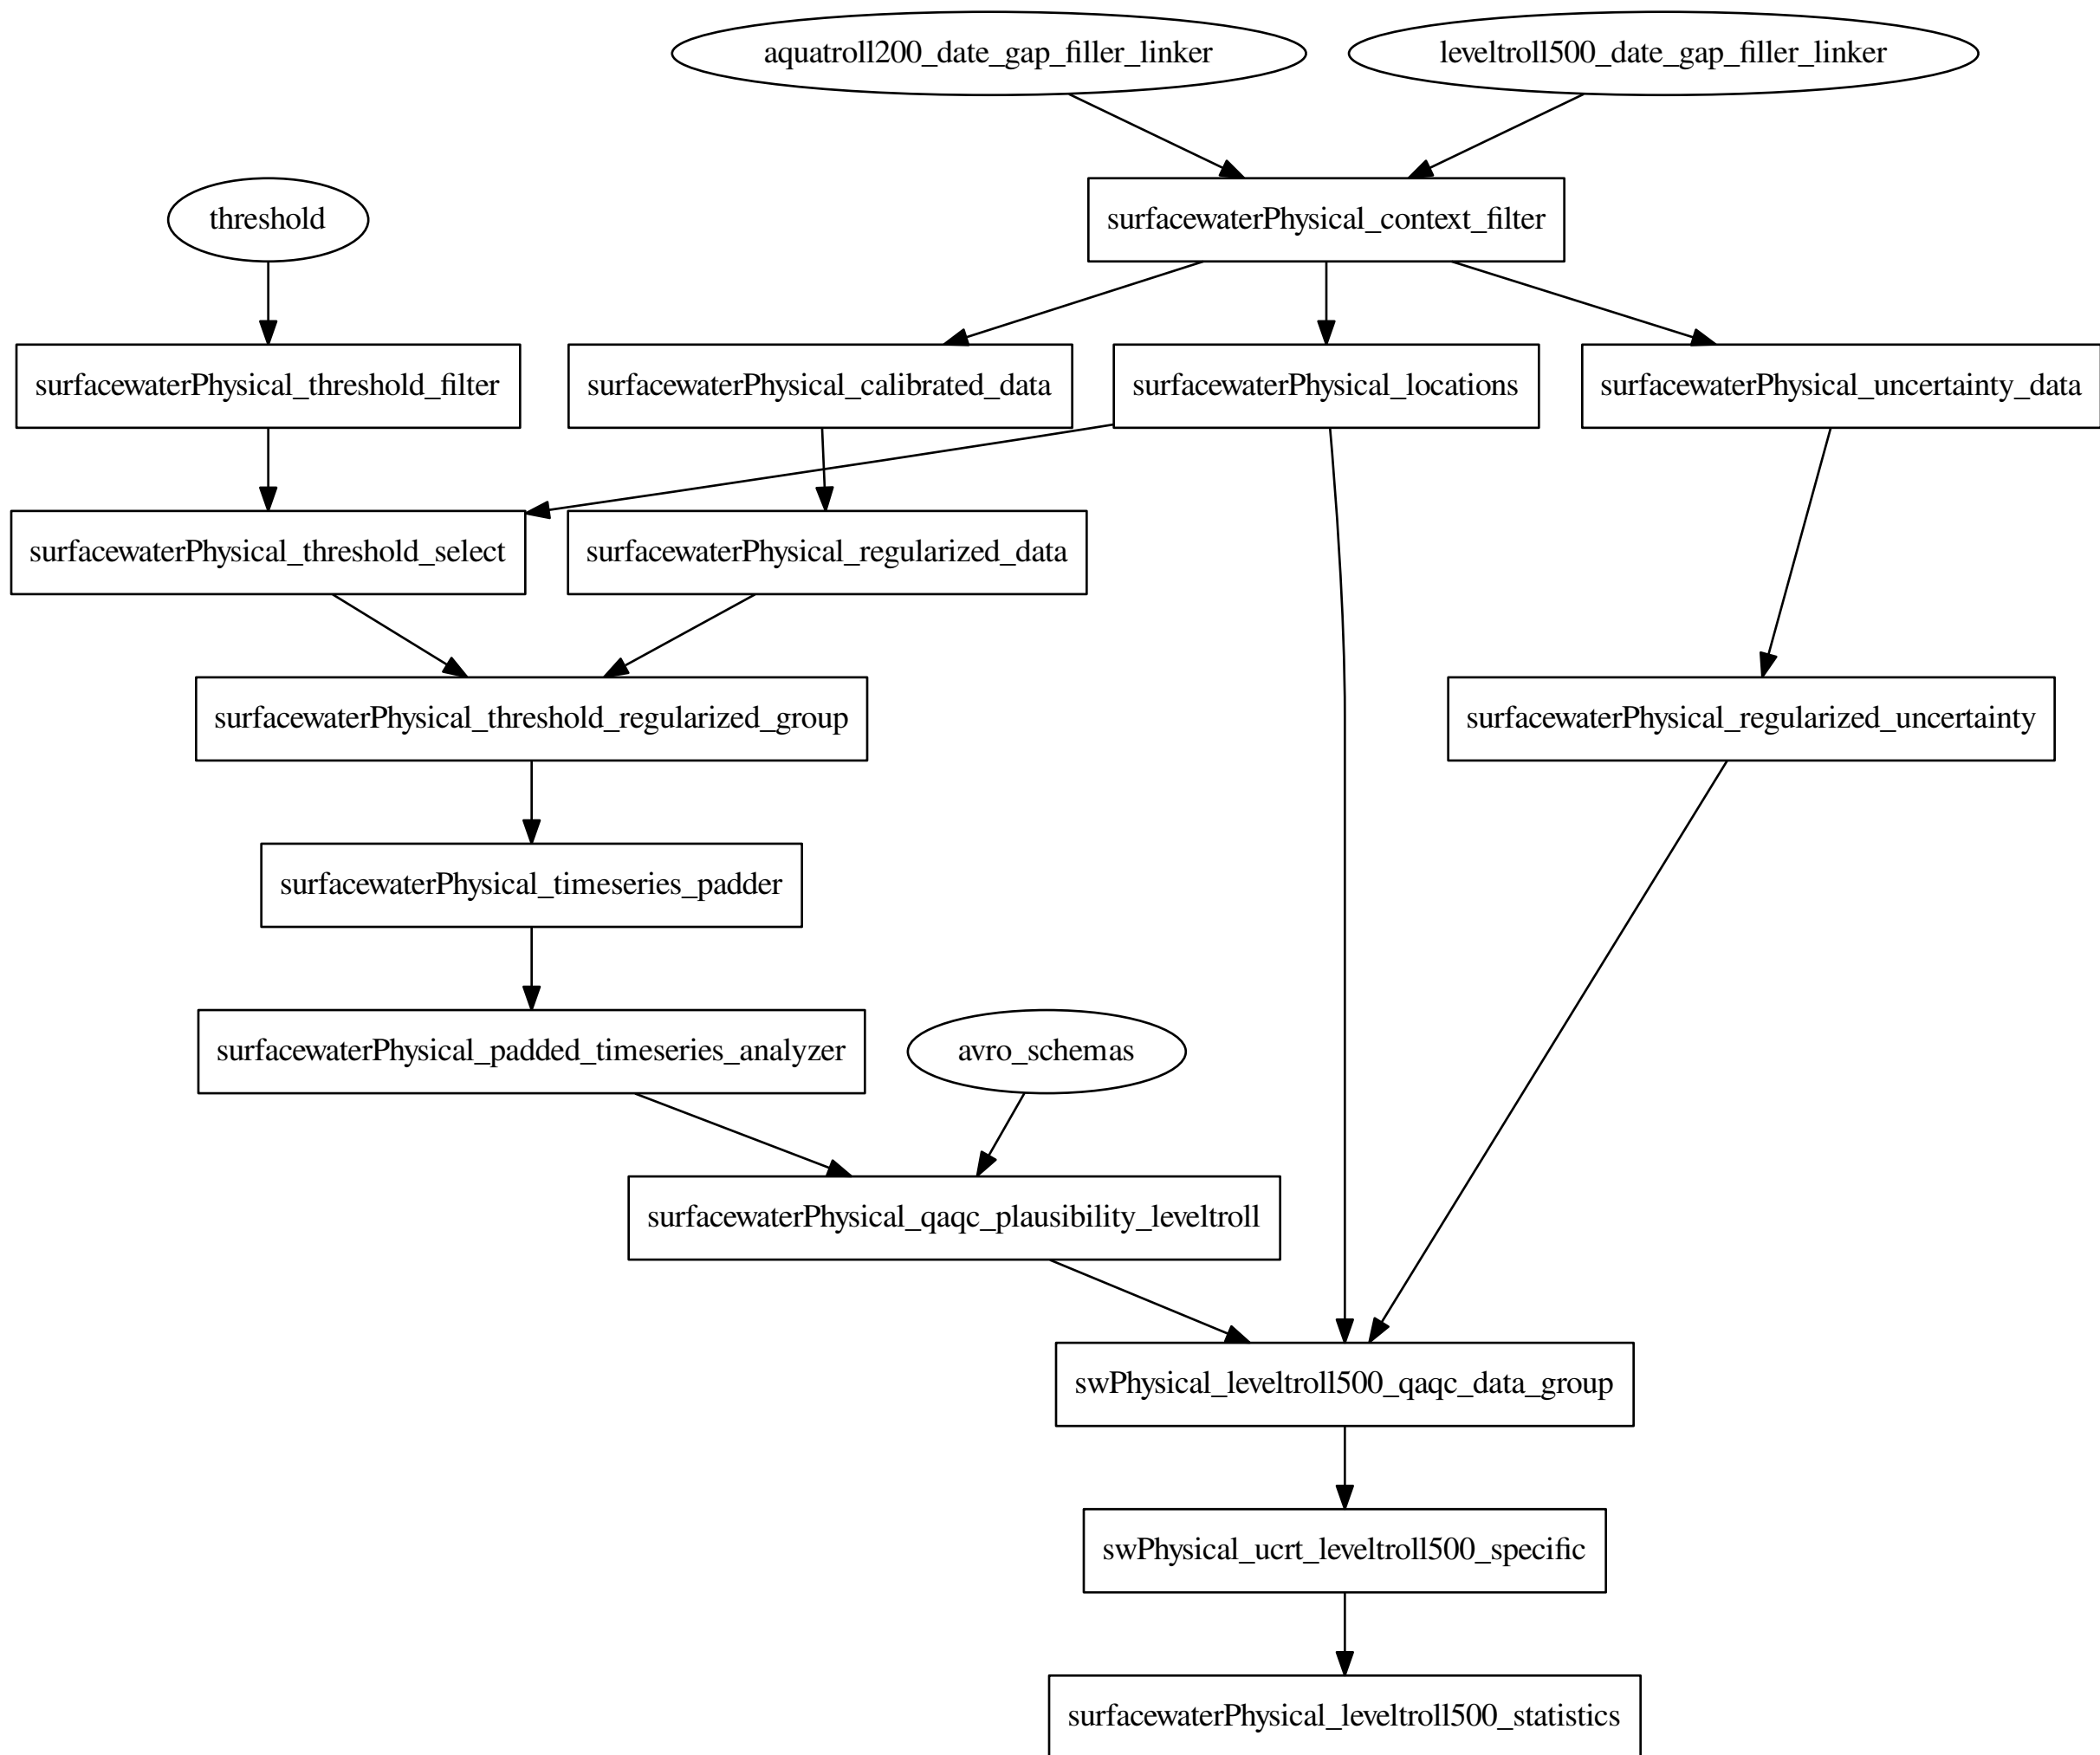 aquatroll200_date_gap_filler_linker
leveltroll500_date_gap_filler_linker
threshold
surfacewaterPhysical_context_filter
surfacewaterPhysical_threshold_filter
surfacewaterPhysical_calibrated_data
surfacewaterPhysical_locations
surfacewaterPhysical_uncertainty_data
surfacewaterPhysical_threshold_select
surfacewaterPhysical_regularized_data
surfacewaterPhysical_threshold_regularized_group
surfacewaterPhysical_regularized_uncertainty
surfacewaterPhysical_timeseries_padder
surfacewaterPhysical_padded_timeseries_analyzer
avro_schemas
surfacewaterPhysical_qaqc_plausibility_leveltroll
swPhysical_leveltroll500_qaqc_data_group
swPhysical_ucrt_leveltroll500_specific
surfacewaterPhysical_leveltroll500_statistics